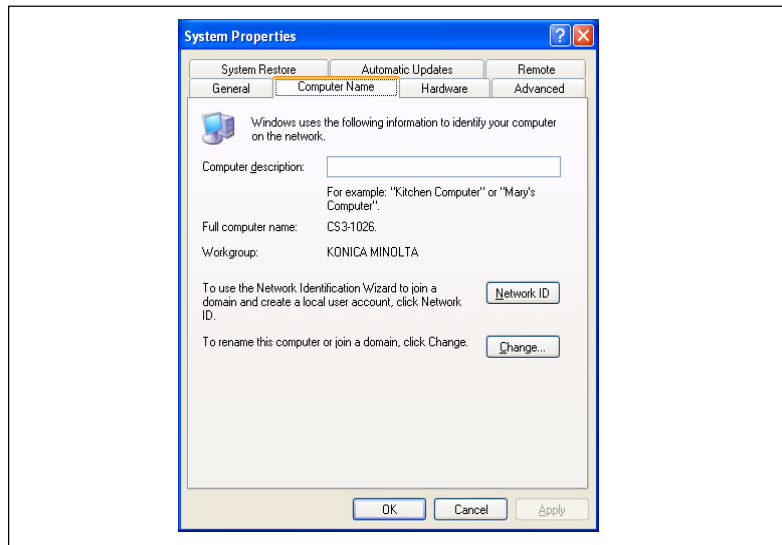 System Properties
System Restore
Automatic Updates
Remote
General
Computer Name
Hardware
Advanced
Windows uses the following information to identify your computer
on the network.
Computer description:
For example: "Kitchen Computer" or "Mary's
Computer".
Full computer name:
CS3-1026.
Workgroup:
KONICA MINOLTA
To use the Network Identification Wizard to join a
domain and create a local user account, click Network
ID.
Network ID
To rename this computer or join a domain, click Change.
Change...
OK
Cancel
Apply